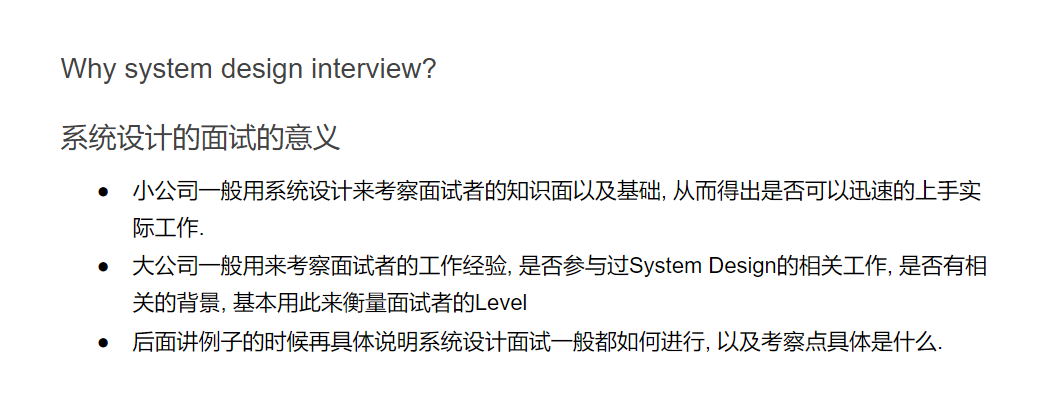 Why system design interview?
系统设计的面试的意义
● 小公司一般用系统设计来考察面试者的知识面以及基础, 从而得出是否可以迅速的上手实
际工作.
● 大公司一般用来考察面试者的工作经验, 是否参与过System Design的相关工作, 是否有相
关的背景, 基本用此来衡量面试者的Level
● 后面讲例子的时候再具体说明系统设计面试一般都如何进行, 以及考察点具体是什么.